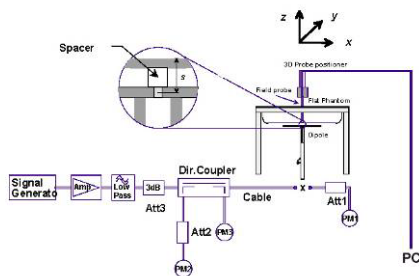 z
y
x
Spacer
s
3D Probe positioner
Field probe
Flat Phantom
Dipole
Signal
Generato
Amp
Low
Pass
3dB
Att3
Dir.Coupler
Cable
x
Att1
PM1
Att2
PM3
PM2
PC